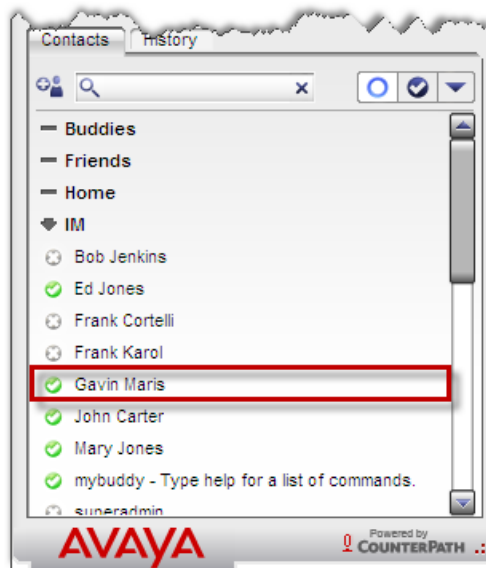 Contacts History
Buddies
Friends
Home
IM
Bob Jenkins
Ed Jones
Frank Cortelli
Frank Karol
Gavin Maris
John Carter
Mary Jones
mybuddy - Type help for a list of commands.
superadmin
AVAYA
Powered by
COUNTERPATH